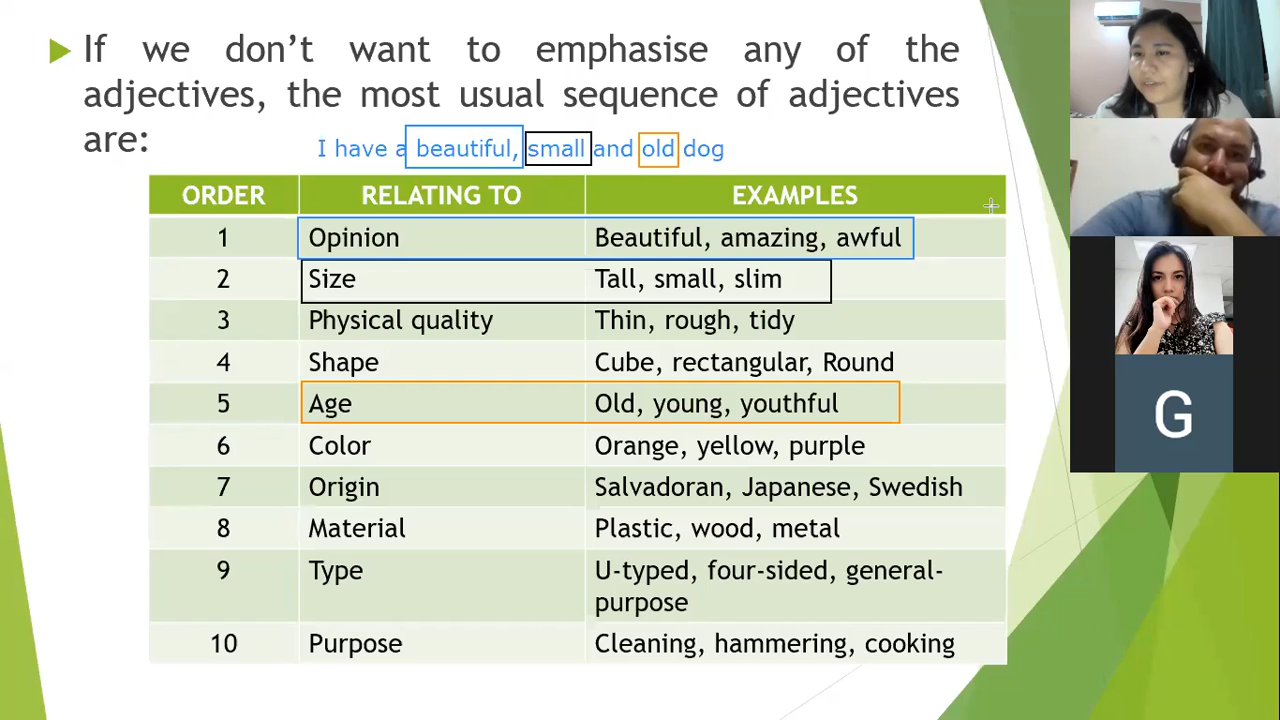 If we don't want to emphasise any of the
adjectives, the most usual sequence of adjectives
are:
I have a beautiful, small and old dog
ORDER RELATING TO EXAMPLES
1 Opinion Beautiful, amazing, awful
2 Size Tall, small, slim
3 Physical quality Thin, rough, tidy
4 Shape Cube, rectangular, Round
5 Age Old, young, youthful
6 Color Orange, yellow, purple
7 Origin Salvadoran, Japanese, Swedish
8 Material Plastic, wood, metal
9 Type U-typed, four-sided, general-
purpose
10 Purpose Cleaning, hammering, cooking
G